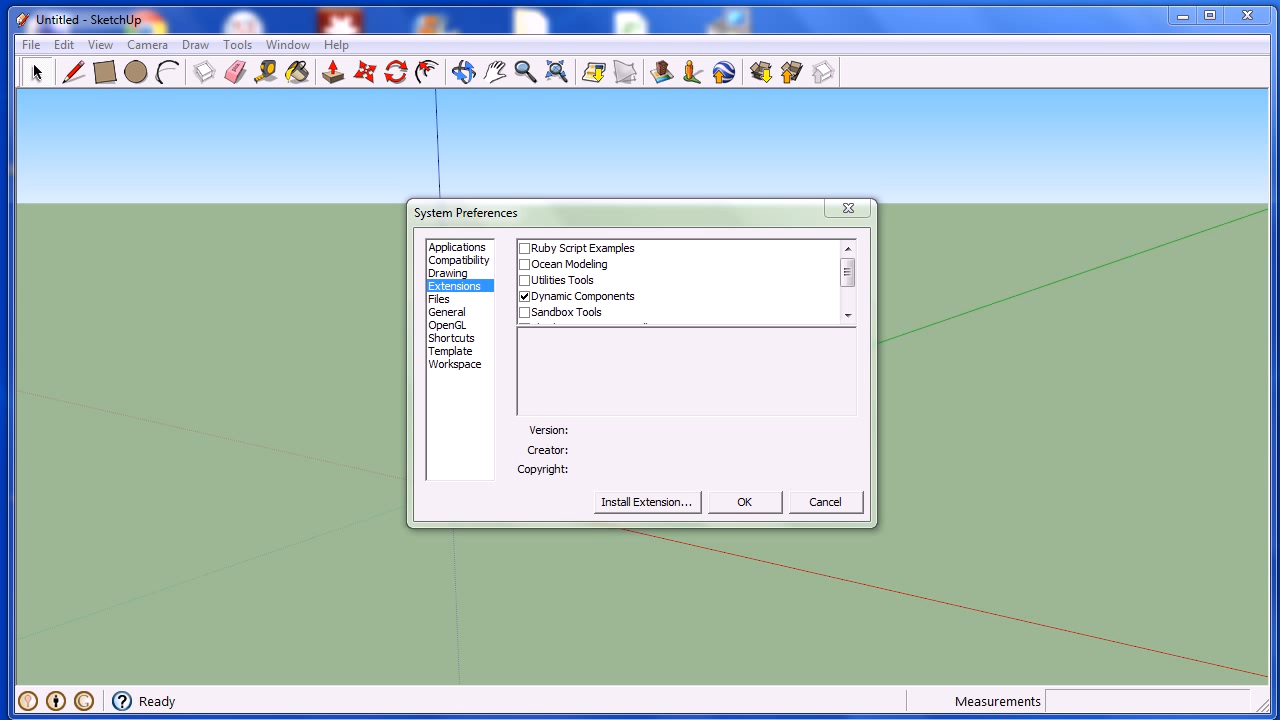 Untitled - SketchUp
File Edit View Camera Draw Tools Window Help
System Preferences
Applications
Compatibility
Drawing
Extensions
Files
General
OpenGL
Shortcuts
Template
Workspace
Ruby Script Examples
Ocean Modeling
Utilities Tools
Dynamic Components
Sandbox Tools
Version:
Creator:
Copyright:
Install Extension... OK Cancel
Ready
Measurements